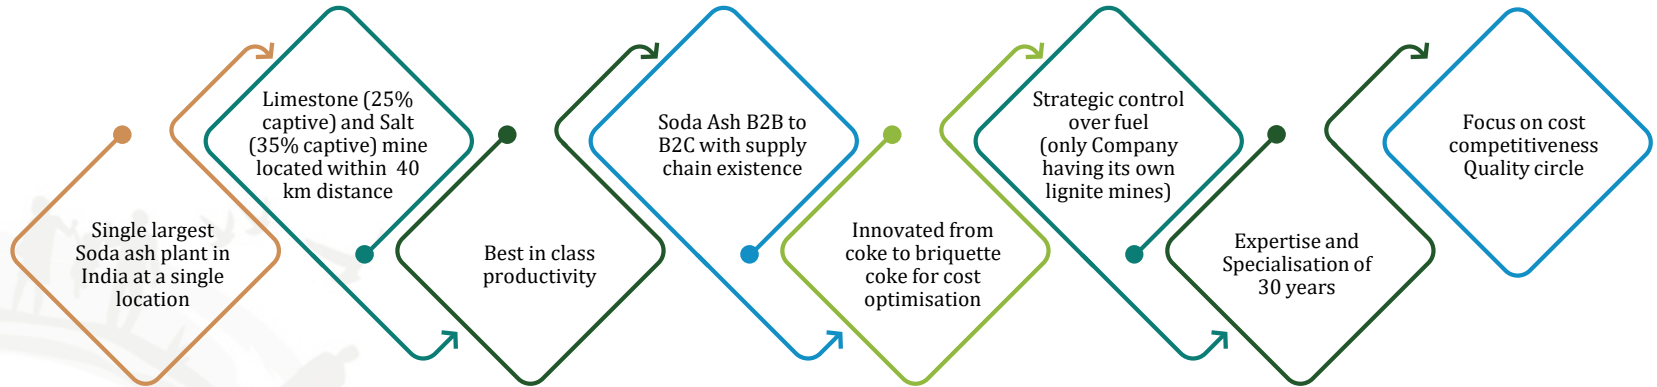 Single largest
Soda ash plant in
India at a single
location
Limestone (25%
captive) and Salt
(35% captive) mine
located within 40
km distance
Best in class
productivity
Soda Ash B2B to
B2C with supply
chain existence
Innovated from
coke to briquette
coke for cost
optimisation
Strategic control
over fuel
(only Company
having its own
lignite mines)
Expertise and
Specialisation of
30 years
Focus on cost
competitiveness
Quality circle